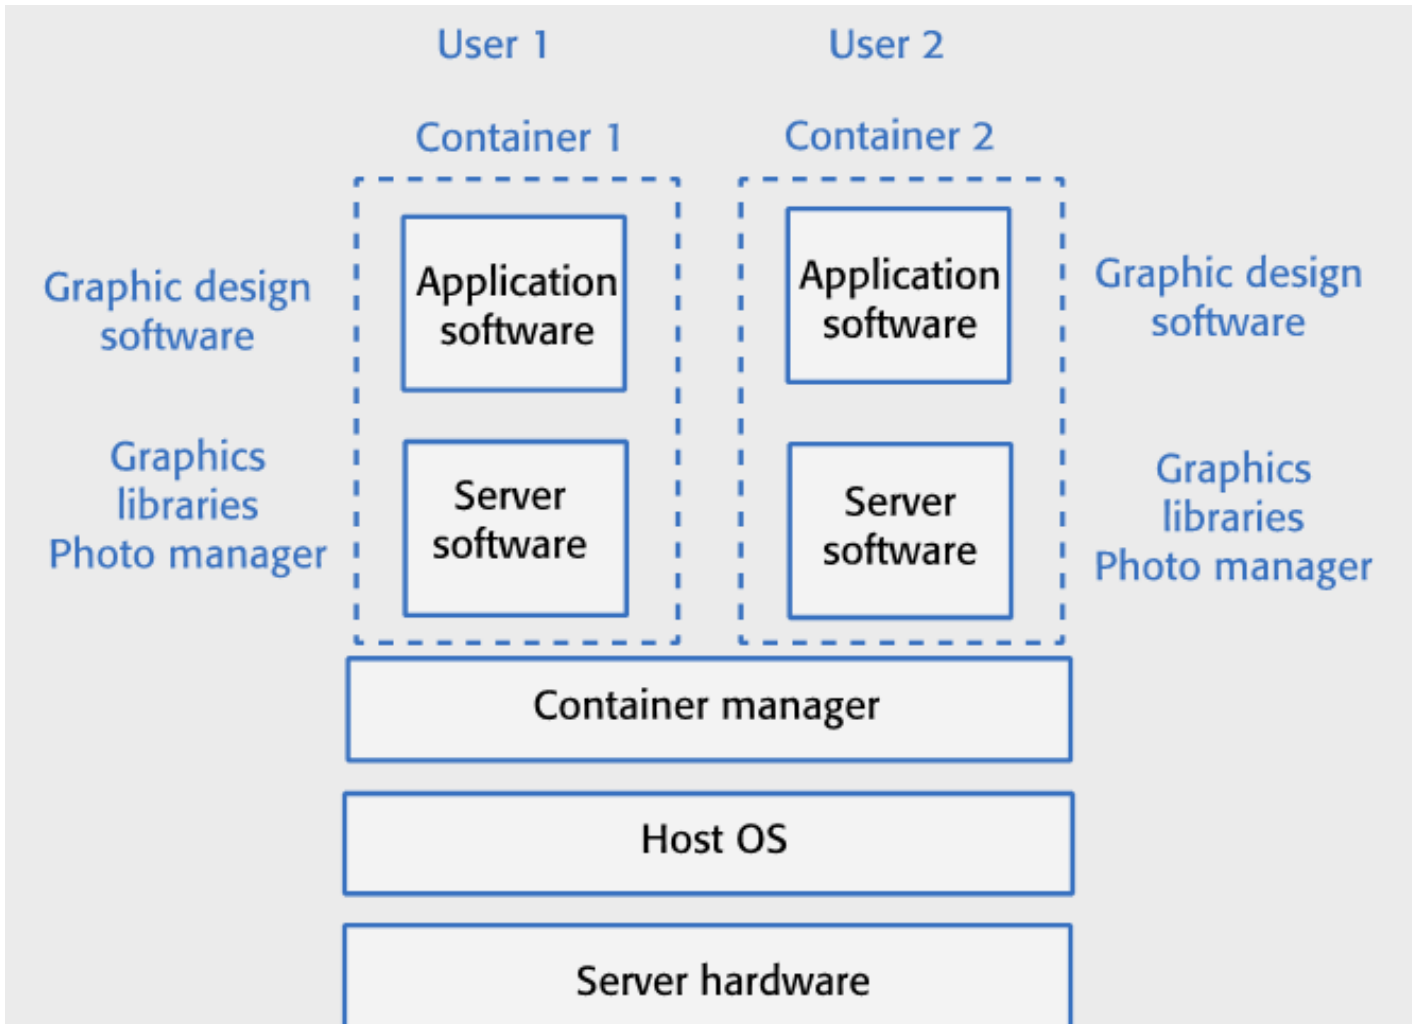 User 1
User 2
Container 1
Container 2
Graphic design
software
Application
software
Application
software
Graphic design
software
Graphics
libraries
Photo manager
Server
software
Server
software
Graphics
libraries
Photo manager
Container manager
Host OS
Server hardware